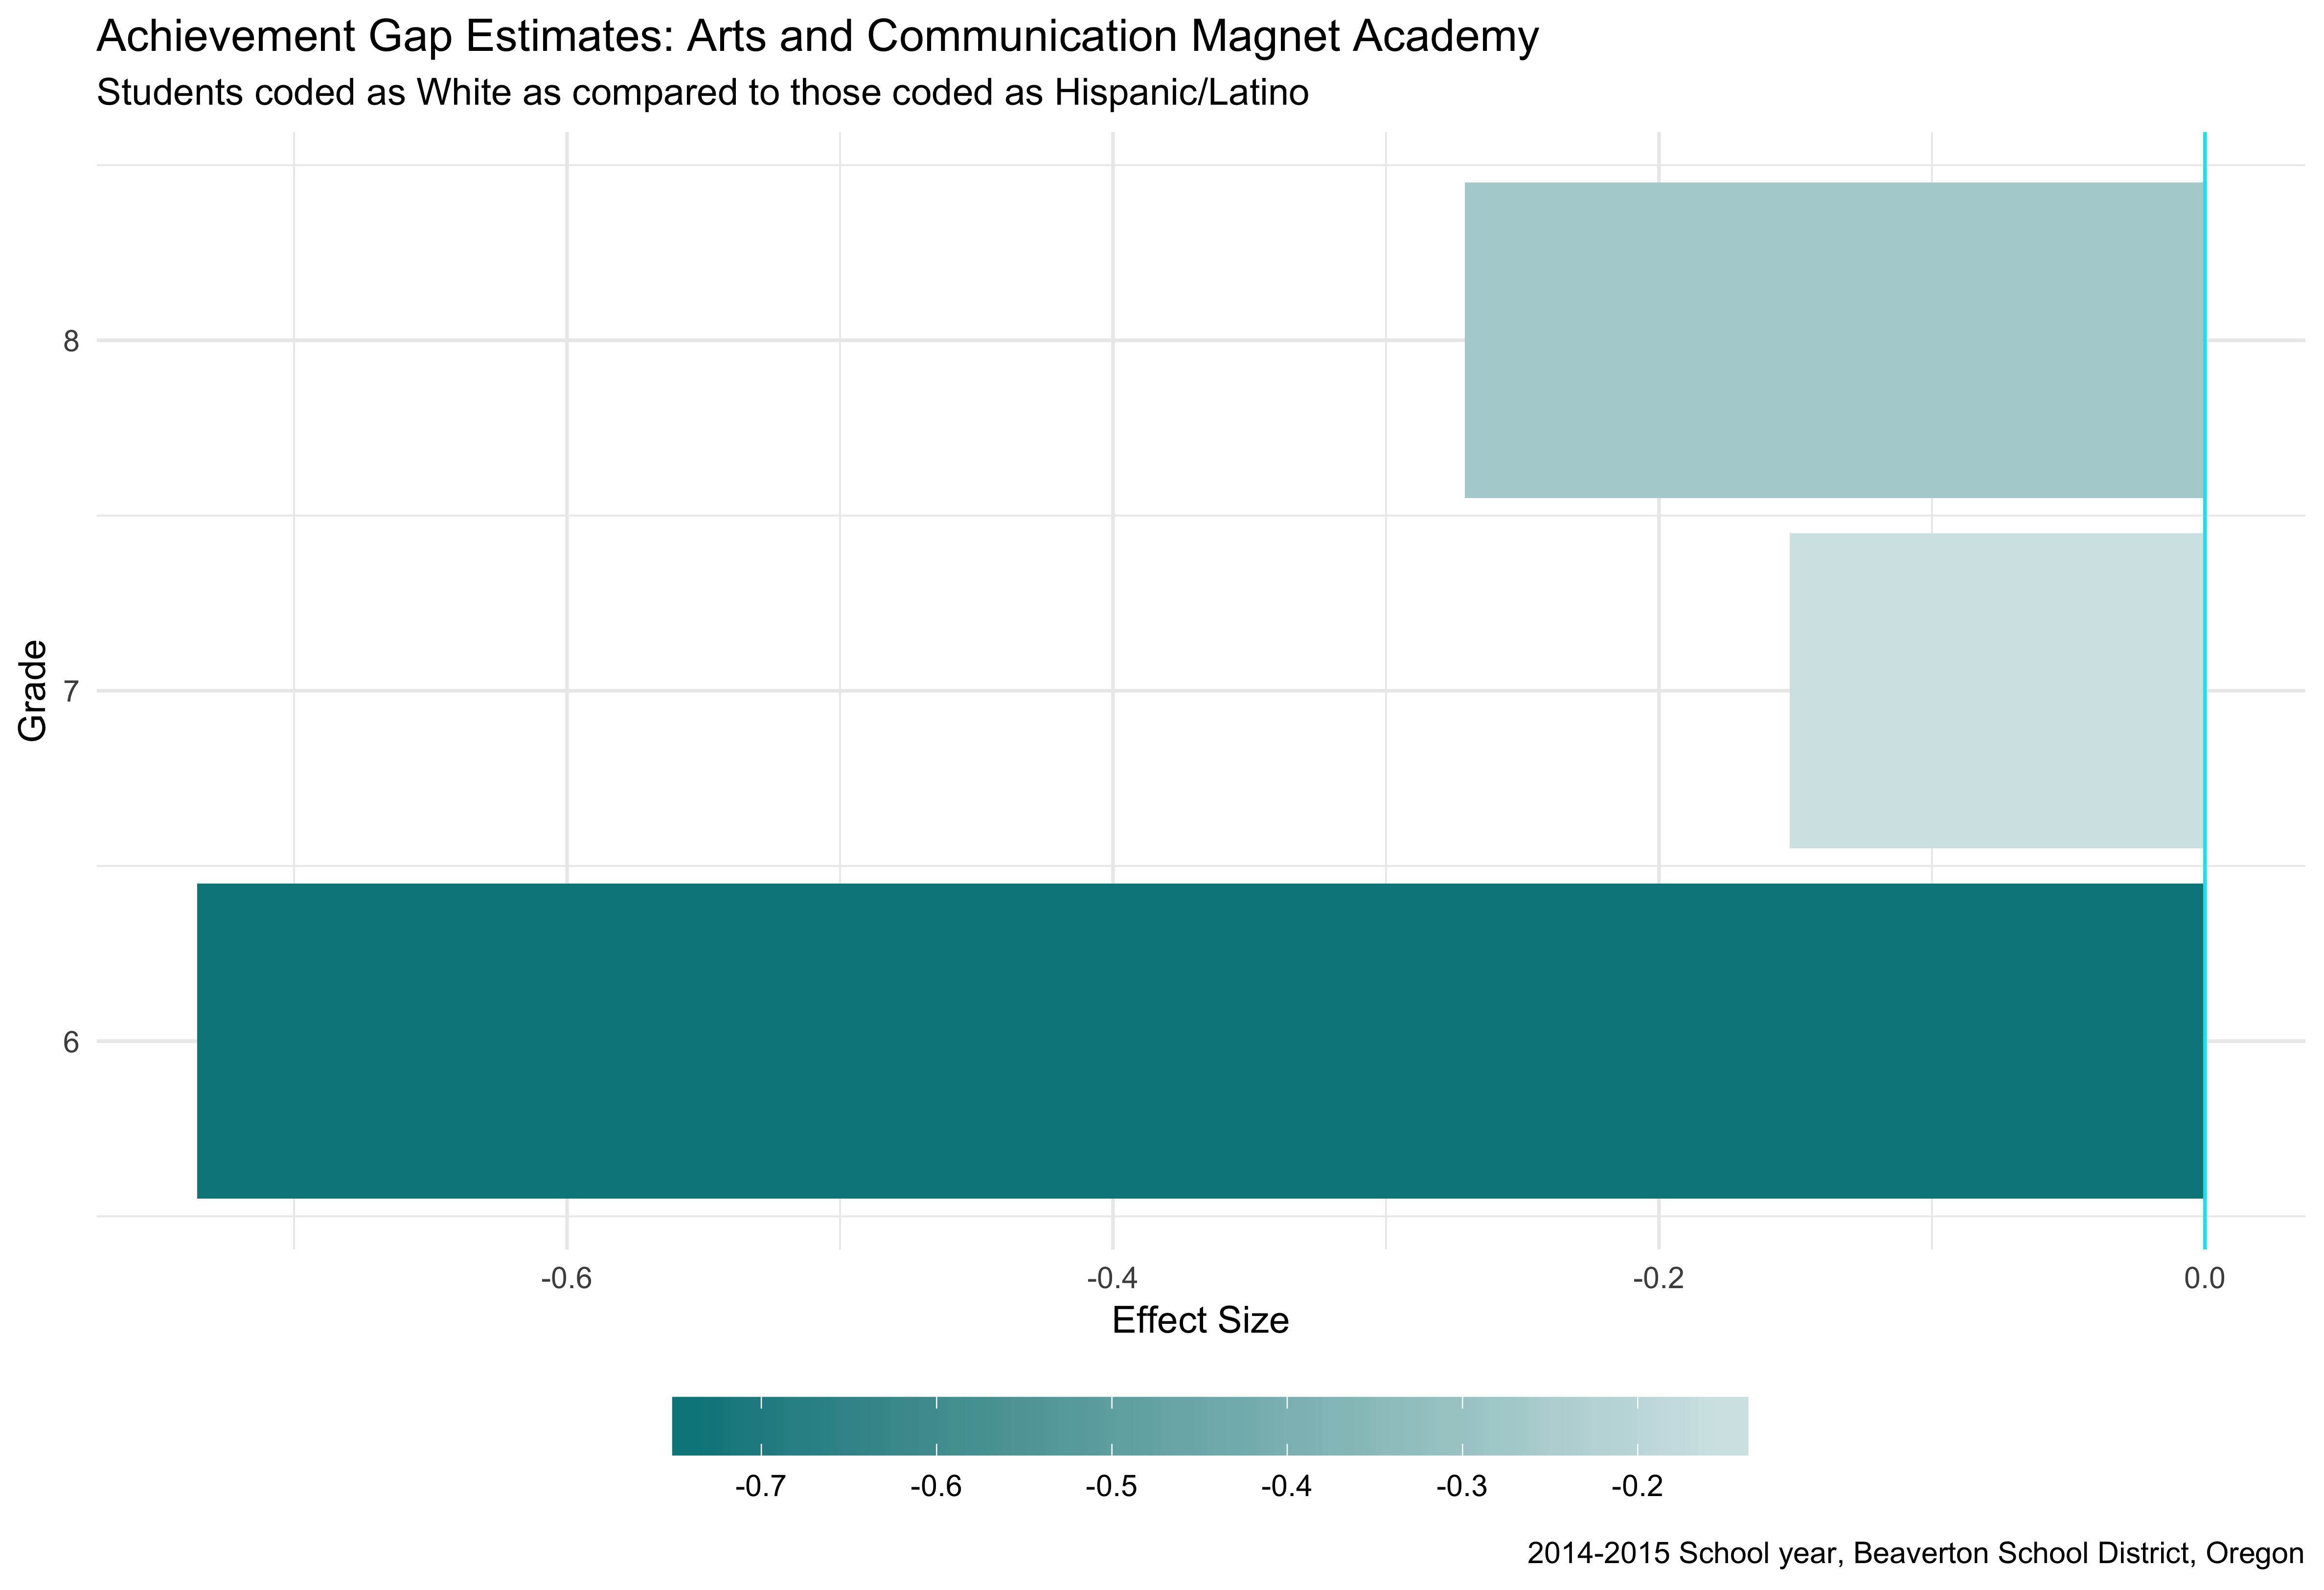 Achievement Gap Estimates: Arts and Communication Magnet Academy
Students coded as White as compared to those coded as Hispanic/Latino
Grade
8
7
6
-0.6 -0.4 -0.2 0.0
Effect Size
-0.7 -0.6 -0.5 -0.4 -0.3 -0.2
2014-2015 School year, Beaverton School District, Oregon